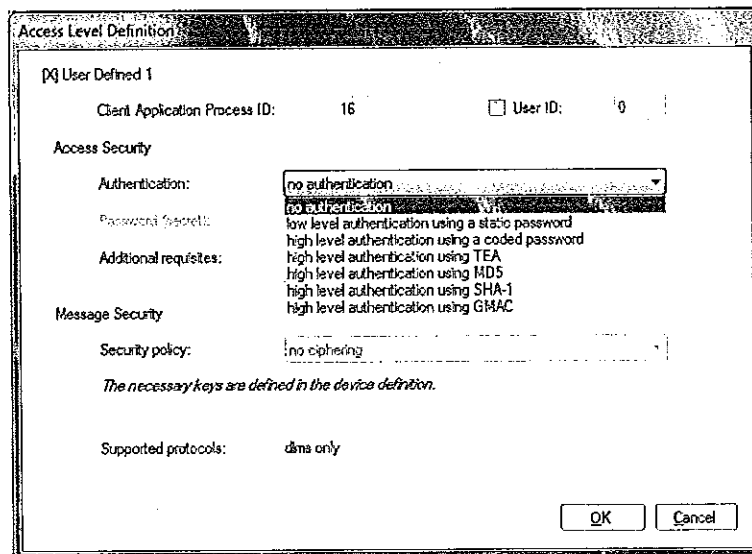 Access Level Definition
[X] User Defined 1
Client Application Process ID: 16 User ID: 0
Access Security
Authentication: no authentication
no authentication
Password (secret): low level authentication using a static password
high level authentication using a coded password
Additional requisites: high level authentication using TEA
high level authentication using MD5
high level authentication using SHA-1
high level authentication using GMAC
Message Security
Security policy: no ciphering
The necessary keys are defined in the device definition.
Supported protocols: dlms only
OK Cancel